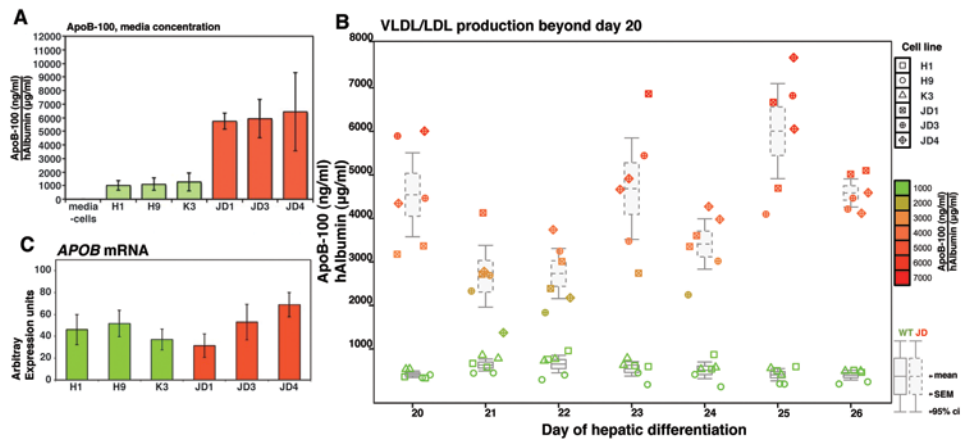 A
ApoB-100, media concentration
ApoB-100 (ng/ml)
hAlbumin (µg/ml)
12000
11000
10000
9000
8000
7000
6000
5000
4000
3000
2000
1000
0
media
-cells
H1 H9 K3 JD1 JD3 JD4
C
APOB mRNA
Arbitray
Expression units
100
80
60
40
20
0
H1 H9 K3 JD1 JD3 JD4
B
VLDL/LDL production beyond day 20
ApoB-100 (ng/ml)
hAlbumin (µg/ml)
8000
7000
6000
5000
4000
3000
2000
1000
20 21 22 23 24 25 26
Day of hepatic differentiation
Cell line
H1
H9
K3
JD1
JD3
JD4
1000
2000
3000
4000
5000
6000
7000
ApoB-100 (ng/ml)
hAlbumin (µg/ml)
WT JD
mean
SEM
95% ci